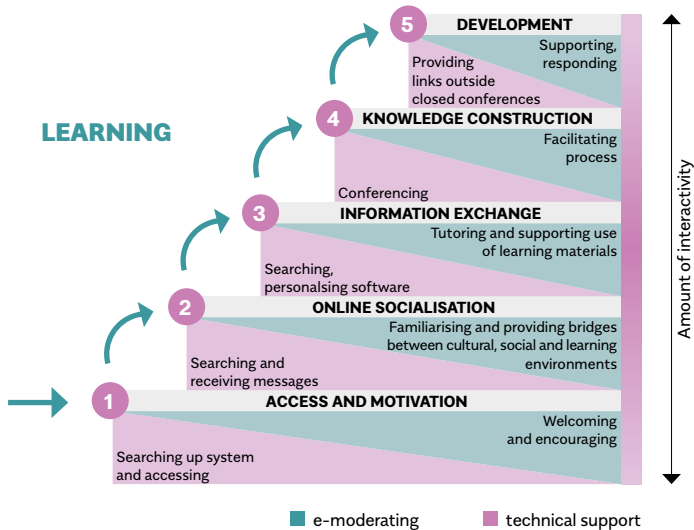 5
DEVELOPMENT
Supporting,
responding
Providing
links outside
closed conferences
4
KNOWLEDGE CONSTRUCTION
LEARNING
Facilitating
process
Conferencing
3
INFORMATION EXCHANGE
Tutoring and supporting use
of learning materials
Searching,
personalsing software
2
ONLINE SOCIALISATION
Familiarising and providing bridges
between cultural, social and learning
environments
Searching and
receiving messages
1
ACCESS AND MOTIVATION
Welcoming
and encouraging
Searching up system
and accessing
Amount of interactivity
e-moderating
technical support